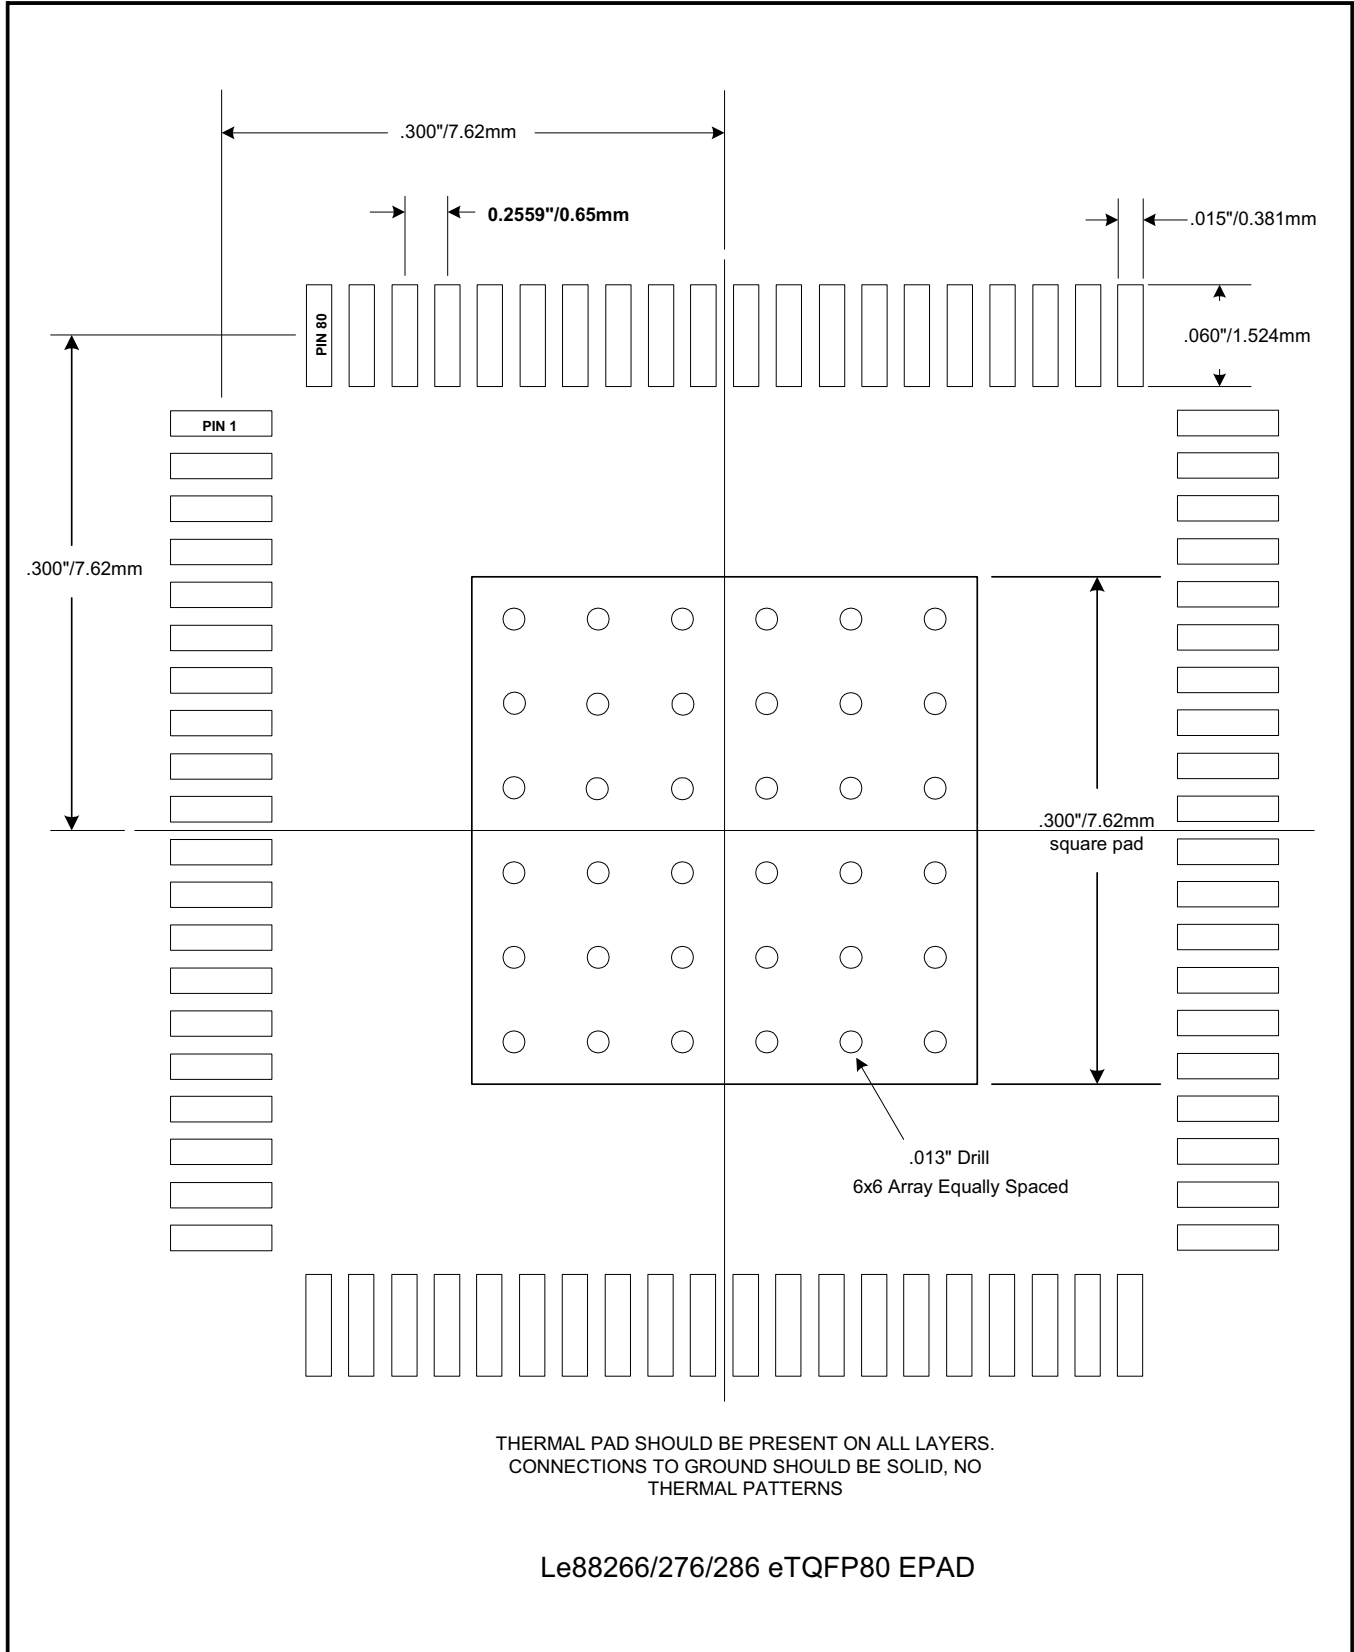 .300"/7.62mm
0.2559"/0.65mm
.015"/0.381mm
PIN 80
.060"/1.524mm
PIN 1
.300"/7.62mm
.300"/7.62mm
square pad
.013" Drill
6x6 Array Equally Spaced
THERMAL PAD SHOULD BE PRESENT ON ALL LAYERS.
CONNECTIONS TO GROUND SHOULD BE SOLID, NO
THERMAL PATTERNS
Le88266/276/286 eTQFP80 EPAD